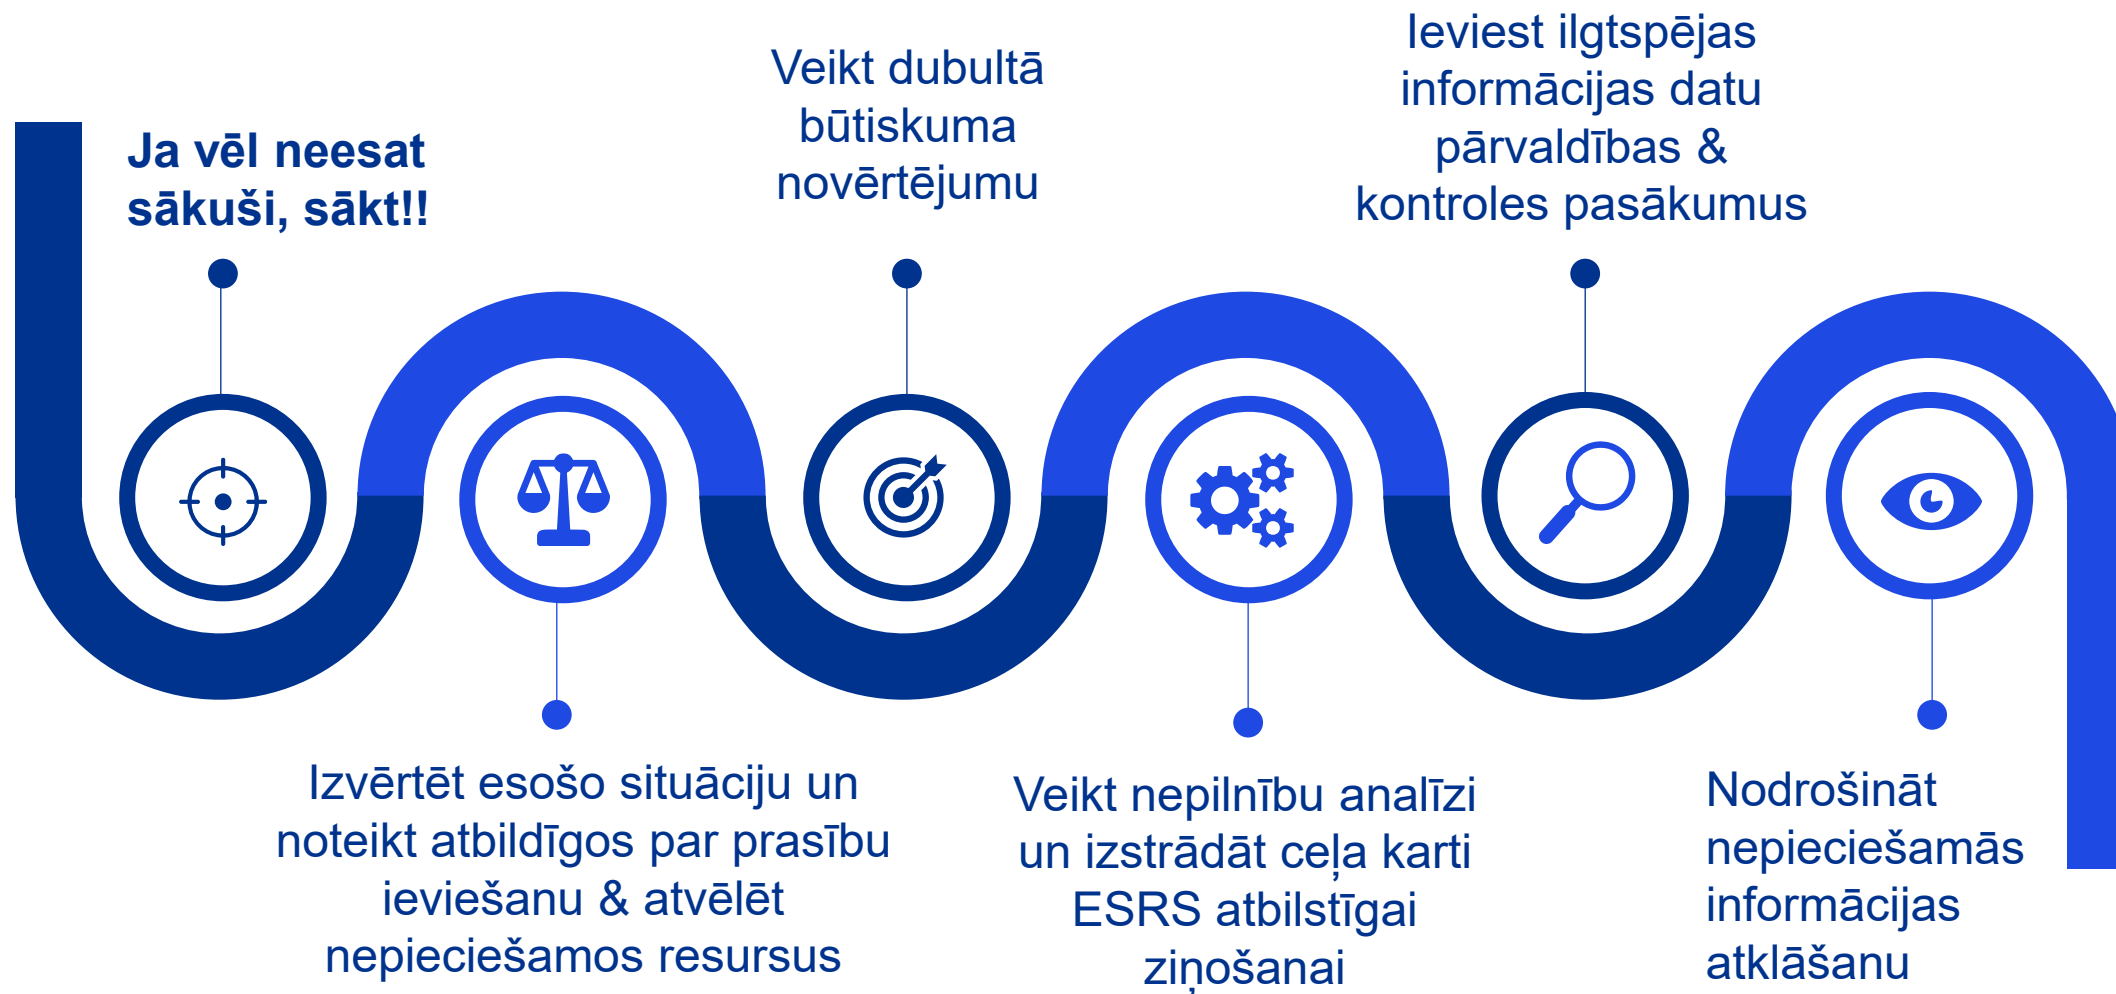 Ja vēl neesat
sākuši, sākt!!
Izvērtēt esošo situāciju un
noteikt atbildīgos par prasību
ieviešanu & atvēlēt
nepieciešamos resursus
Veikt dubultā
būtiskuma
novērtējumu
Veikt nepilnību analīzi
un izstrādāt ceļa karti
ESRS atbilstīgai
ziņošanai
Ieviest ilgtspējas
informācijas datu
pārvaldības &
kontroles pasākumus
Nodrošināt
nepieciešamās
informācijas
atklāšanu